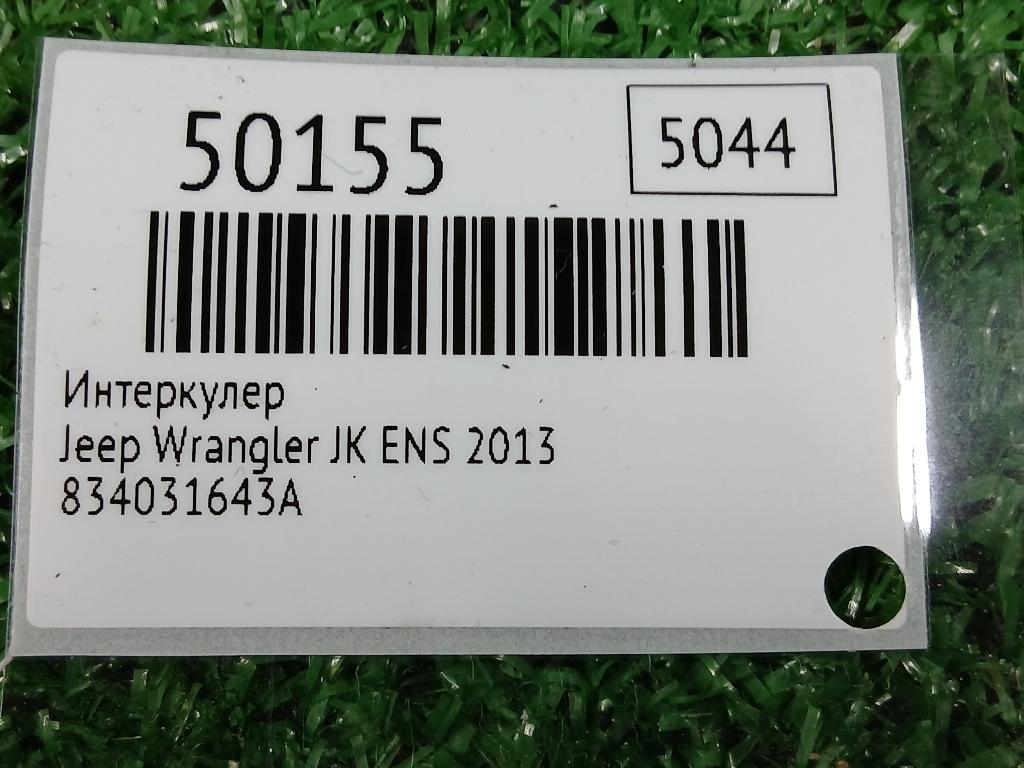 50155
5044
Интеркулер
Jeep Wrangler JK ENS 2013
834031643A